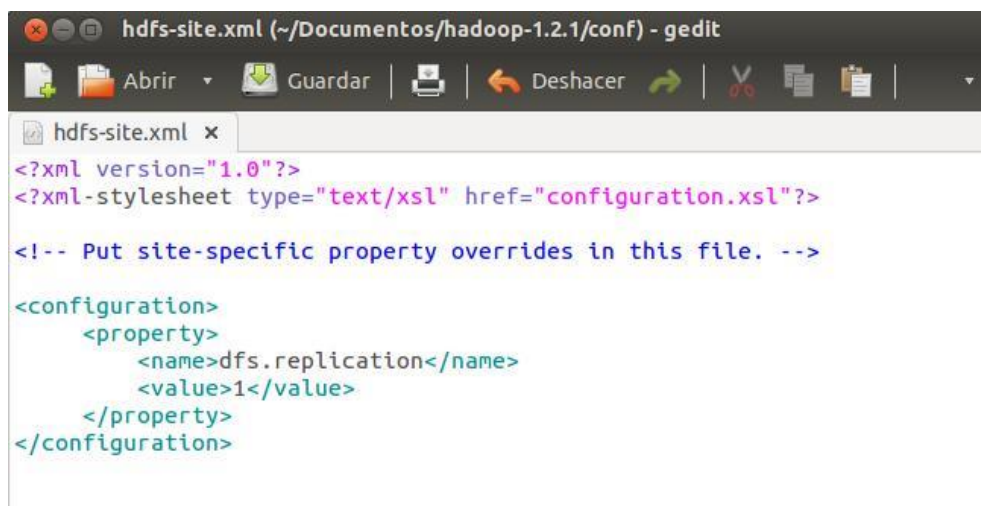 hdfs-site.xml (~/Documentos/hadoop-1.2.1/conf) - gedit
Abrir Guardar Deshacer
hdfs-site.xml ×
<?xml version="1.0"?>
<?xml-stylesheet type="text/xsl" href="configuration.xsl"?>
<!-- Put site-specific property overrides in this file. -->
<configuration>
<property>
<name>dfs.replication</name>
<value>1</value>
</property>
</configuration>